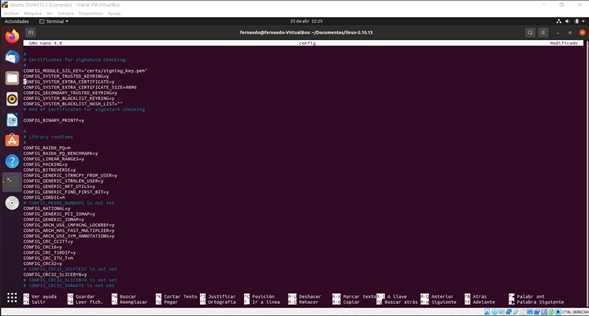 Ubuntu 20.04 LTS 2 [Corriendo] - Oracle VM VirtualBox
Archivo Máquina Ver Entrada Dispositivos Ayuda
Actividades Terminal 25 de abr 22:23
fernando@fernando-VirtualBox: ~/Documentos/linux-5.10.13
GNU nano 4.8 .config Modificado
#
# Certificates for signature checking
#
CONFIG_MODULE_SIG_KEY="certs/signing_key.pem"
CONFIG_SYSTEM_TRUSTED_KEYRING=y
CONFIG_SYSTEM_EXTRA_CERTIFICATE=y
CONFIG_SYSTEM_EXTRA_CERTIFICATE_SIZE=4096
CONFIG_SECONDARY_TRUSTED_KEYRING=y
CONFIG_SYSTEM_BLACKLIST_KEYRING=y
CONFIG_SYSTEM_BLACKLIST_HASH_LIST=""
# end of Certificates for signature checking
CONFIG_BINARY_PRINTF=y
#
# Library routines
#
CONFIG_RAID6_PQ=m
CONFIG_RAID6_PQ_BENCHMARK=y
CONFIG_LINEAR_RANGES=y
CONFIG_PACKING=y
CONFIG_BITREVERSE=y
CONFIG_GENERIC_STRNCPY_FROM_USER=y
CONFIG_GENERIC_STRNLEN_USER=y
CONFIG_GENERIC_NET_UTILS=y
CONFIG_GENERIC_FIND_FIRST_BIT=y
CONFIG_CORDIC=m
# CONFIG_PRIME_NUMBERS is not set
CONFIG_RATIONAL=y
CONFIG_GENERIC_PCI_IOMAP=y
CONFIG_GENERIC_IOMAP=y
CONFIG_ARCH_USE_CMPXCHG_LOCKREF=y
CONFIG_ARCH_HAS_FAST_MULTIPLIER=y
CONFIG_ARCH_USE_SYM_ANNOTATIONS=y
CONFIG_CRC_CCITT=y
CONFIG_CRC16=y
CONFIG_CRC_T10DIF=y
CONFIG_CRC_ITU_T=m
CONFIG_CRC32=y
# CONFIG_CRC32_SELFTEST is not set
CONFIG_CRC32_SLICEBY8=y
# CONFIG_CRC32_SLICEBY4 is not set
# CONFIG_CRC32_SARWATE is not set
^G Ver ayuda ^O Guardar ^W Buscar ^K Cortar Texto ^J Justificar ^C Posición M-U Deshacer M-A Marcar texto M-] A llave M-Q Anterior ^B Atrás
^X Salir ^R Leer fich. ^\ Reemplazar ^U Pegar ^T Ortografía ^_ Ir a línea M-E Rehacer M-6 Copiar ^Q Buscar atrás M-W Siguiente ^F Adelante
Palabr ant
Palabra Siguiente
CTRL DERECHA